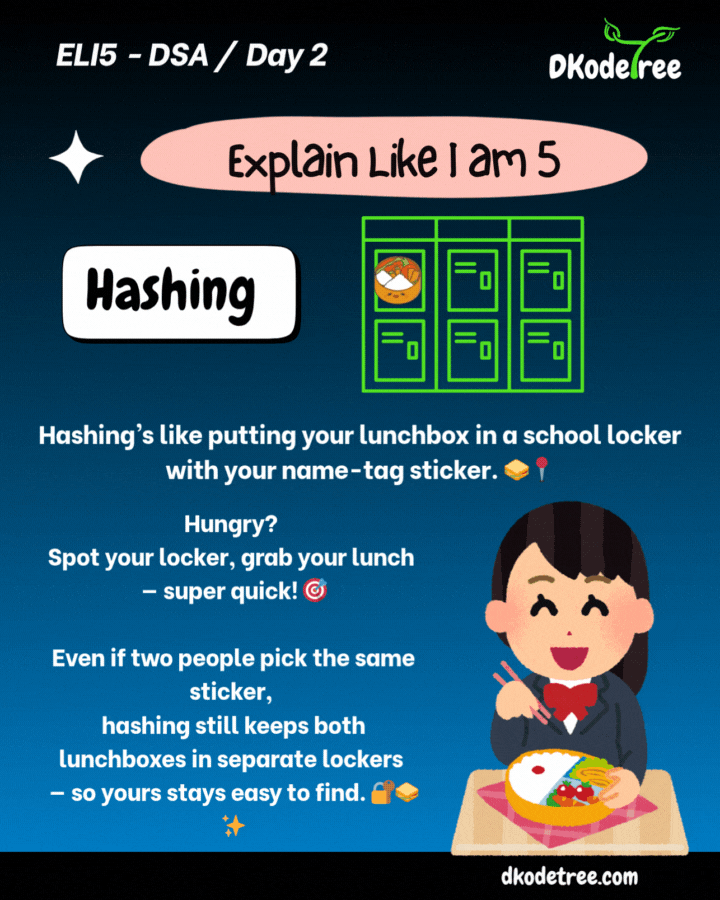 ELI5 - DSA / Day 2
DKodeTree
Explain Like I am 5
Hashing
Hashing's like putting your lunchbox in a school locker
with your name-tag sticker. 🥪📍
Hungry?
Spot your locker, grab your lunch
– super quick! 🎯
Even if two people pick the same
sticker,
hashing still keeps both
lunchboxes in separate lockers
– so yours stays easy to find. 🔐🥪
✨
dkodetree.com